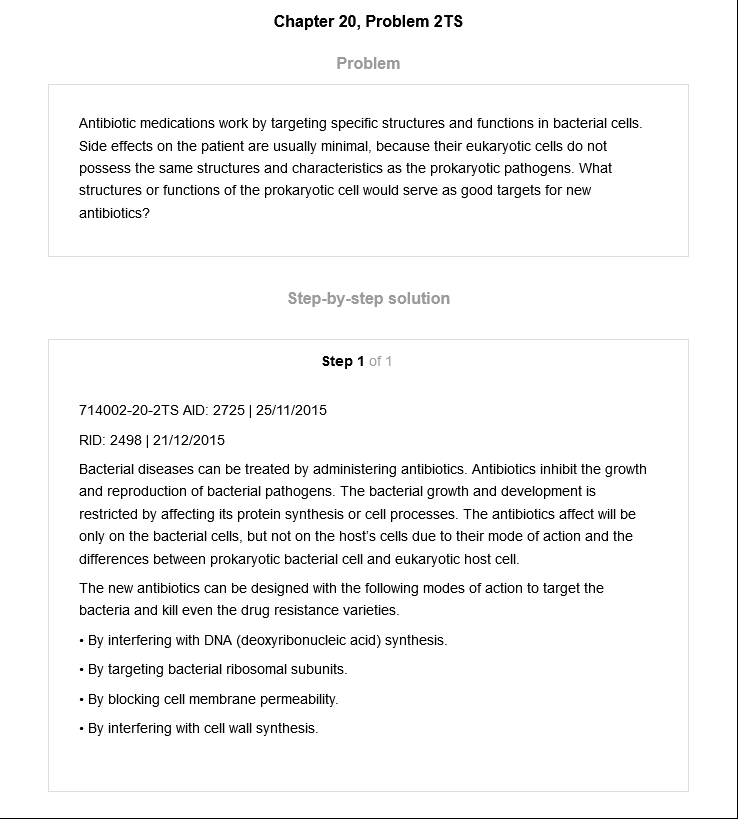 Chapter 20, Problem 2TS
Problem
Antibiotic medications work by targeting specific structures and functions in bacterial cells.
Side effects on the patient are usually minimal, because their eukaryotic cells do not
possess the same structures and characteristics as the prokaryotic pathogens. What
structures or functions of the prokaryotic cell would serve as good targets for new
antibiotics?
Step-by-step solution
Step 1 of 1
714002-20-2TS AID: 2725 | 25/11/2015
RID: 2498 | 21/12/2015
Bacterial diseases can be treated by administering antibiotics. Antibiotics inhibit the growth
and reproduction of bacterial pathogens. The bacterial growth and development is
restricted by affecting its protein synthesis or cell processes. The antibiotics affect will be
only on the bacterial cells, but not on the host's cells due to their mode of action and the
differences between prokaryotic bacterial cell and eukaryotic host cell.
The new antibiotics can be designed with the following modes of action to target the
bacteria and kill even the drug resistance varieties.
• By interfering with DNA (deoxyribonucleic acid) synthesis.
• By targeting bacterial ribosomal subunits.
• By blocking cell membrane permeability.
• By interfering with cell wall synthesis.